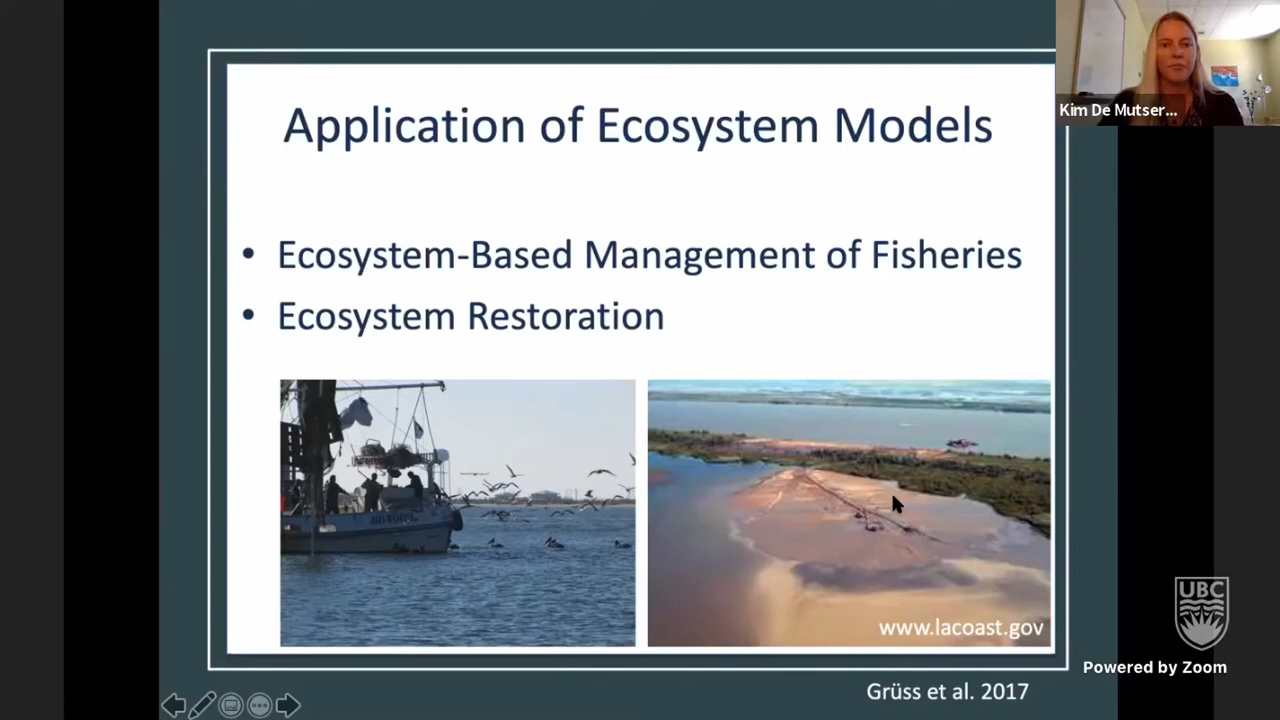 Application of Ecosystem Models
Kim De Mutser...
• Ecosystem-Based Management of Fisheries
• Ecosystem Restoration
www.lacoast.gov
UBC
Powered by Zoom
Grüss et al. 2017